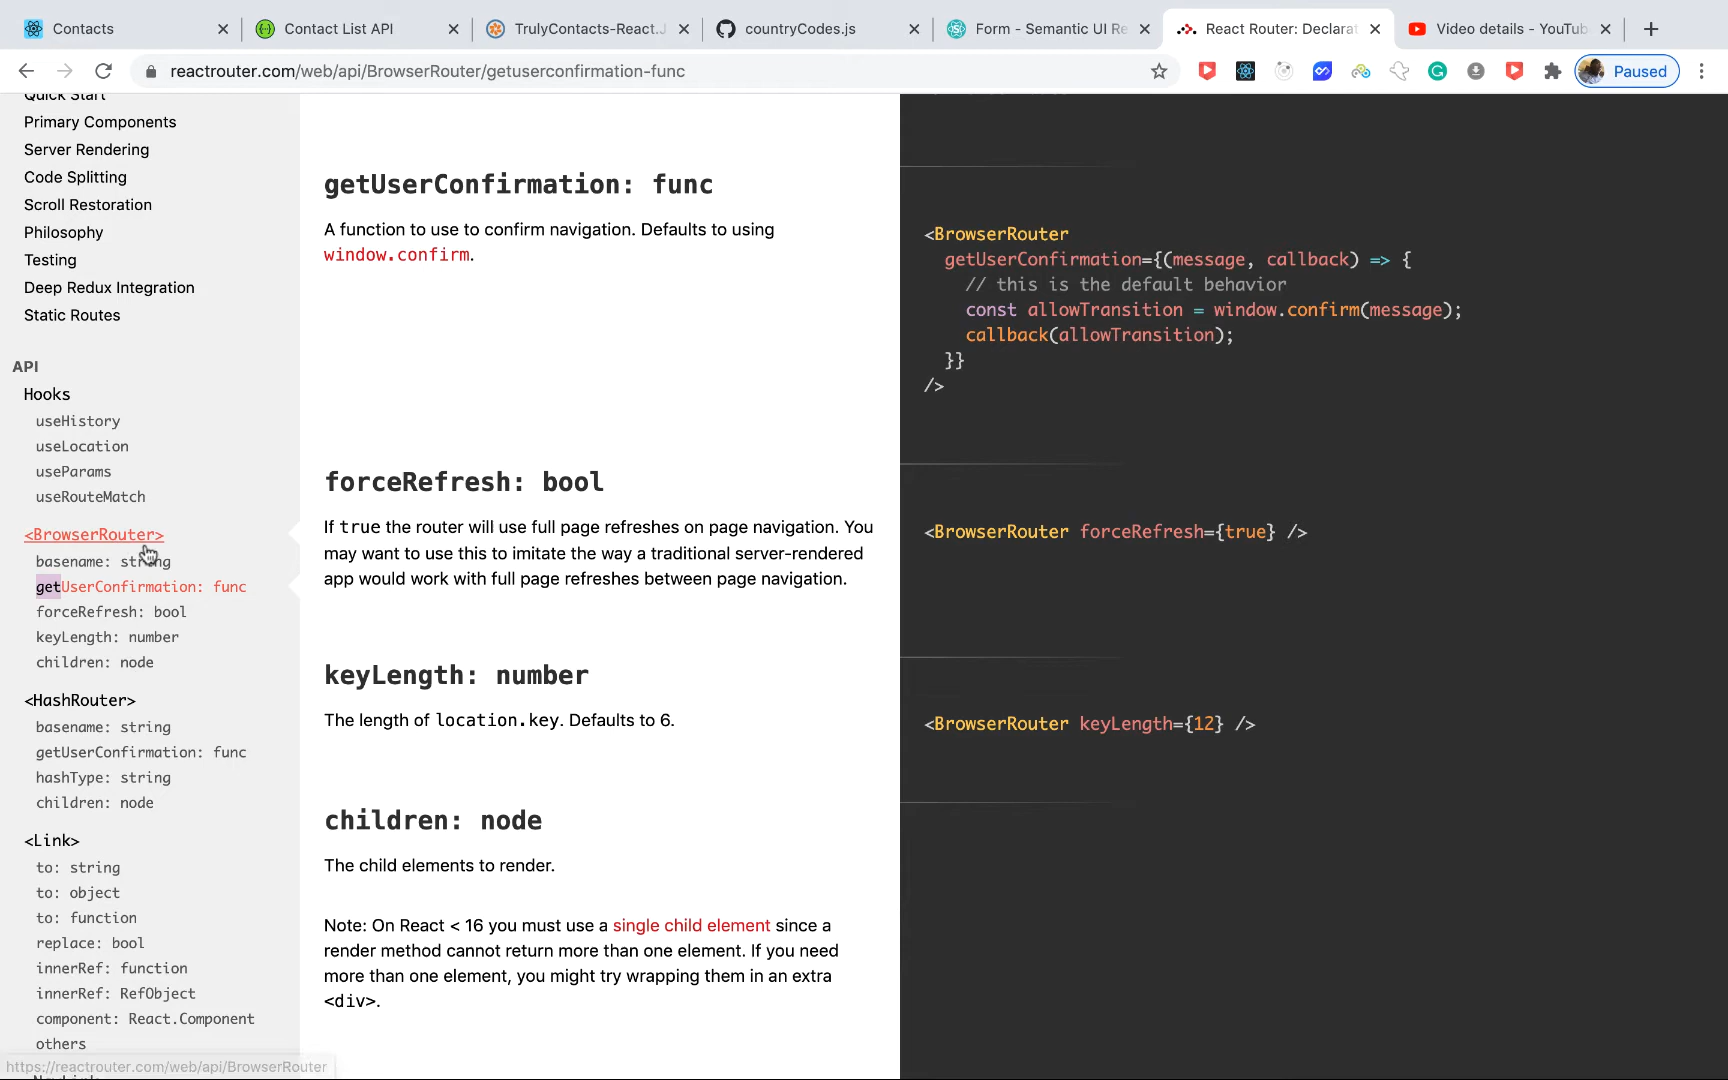 Contacts
Contact List API
TrulyContacts-React.J
countryCodes.js
Form - Semantic UI Re
React Router: Declarat
Video details - YouTub
reactrouter.com/web/api/BrowserRouter/getuserconfirmation-func
Paused
Quick Start
Primary Components
Server Rendering
Code Splitting
Scroll Restoration
Philosophy
Testing
Deep Redux Integration
Static Routes
API
Hooks
useHistory
useLocation
useParams
useRouteMatch
<BrowserRouter>
basename: string
getUserConfirmation: func
forceRefresh: bool
keyLength: number
children: node
<HashRouter>
basename: string
getUserConfirmation: func
hashType: string
children: node
<Link>
to: string
to: object
to: function
replace: bool
innerRef: function
innerRef: RefObject
component: React.Component
others
https://reactrouter.com/web/api/BrowserRouter
getUserConfirmation: func
A function to use to confirm navigation. Defaults to using
window.confirm.
forceRefresh: bool
If true the router will use full page refreshes on page navigation. You
may want to use this to imitate the way a traditional server-rendered
app would work with full page refreshes between page navigation.
keyLength: number
The length of location.key. Defaults to 6.
children: node
The child elements to render.
Note: On React < 16 you must use a single child element since a
render method cannot return more than one element. If you need
more than one element, you might try wrapping them in an extra
<div>.
<BrowserRouter
getUserConfirmation={(message, callback) => {
// this is the default behavior
const allowTransition = window.confirm(message);
callback(allowTransition);
}}
/>
<BrowserRouter forceRefresh={true} />
<BrowserRouter keyLength={12} />